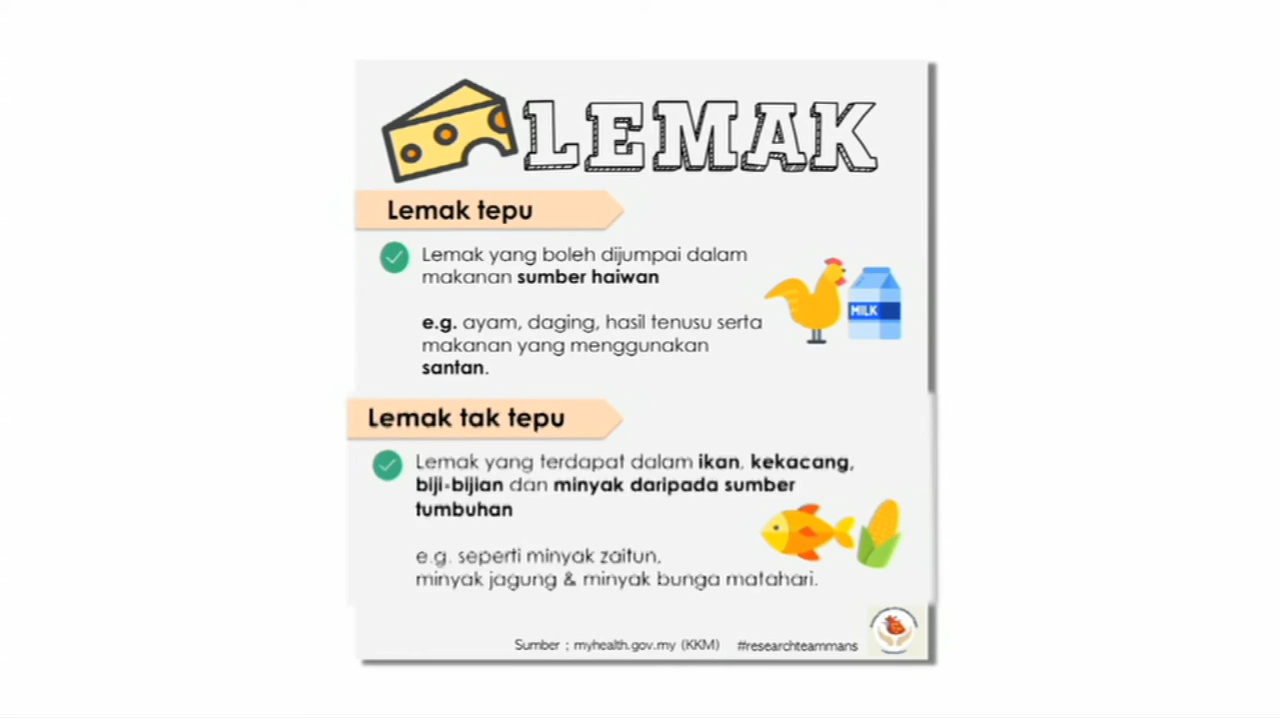 LEMAK
Lemak tepu
Lemak yang boleh dijumpai dalam
makanan sumber haiwan
e.g. ayam, daging, hasil tenusu serta
makanan yang menggunakan
santan.
MILK
Lemak tak tepu
Lemak yang terdapat dalam ikan, kekacang,
biji-bijian dan minyak daripada sumber
tumbuhan
e.g. seperti minyak zaitun,
minyak jagung & minyak bunga matahari.
Sumber ; myhealth.gov.my (KKM) #researchteammans